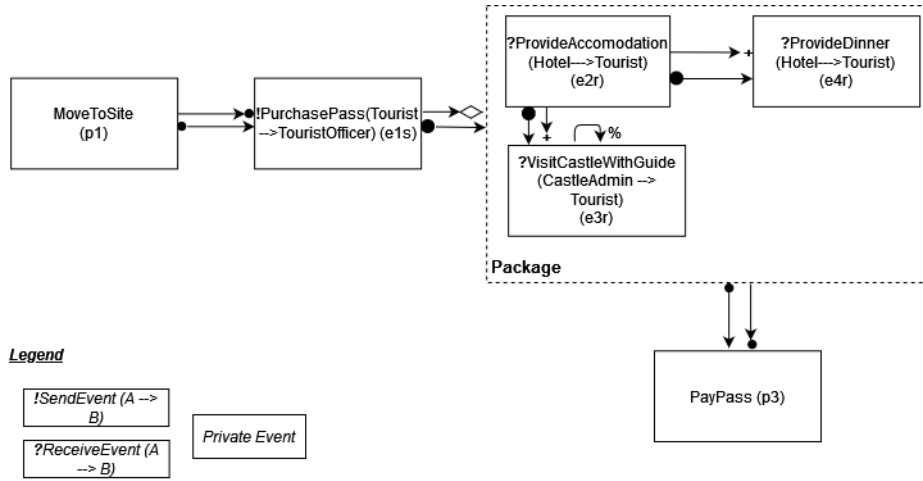 MoveToSite
(p1)
!PurchasePass(Tourist
-->TouristOfficer) (e1s)
?ProvideAccomodation
(Hotel--->Tourist)
(e2r)
+
?ProvideDinner
(Hotel--->Tourist)
(e4r)
+
%
?VisitCastleWithGuide
(CastleAdmin -->
Tourist)
(e3r)
Package
PayPass (p3)
Legend
!SendEvent (A -->
B)
?ReceiveEvent (A
--> B)
Private Event